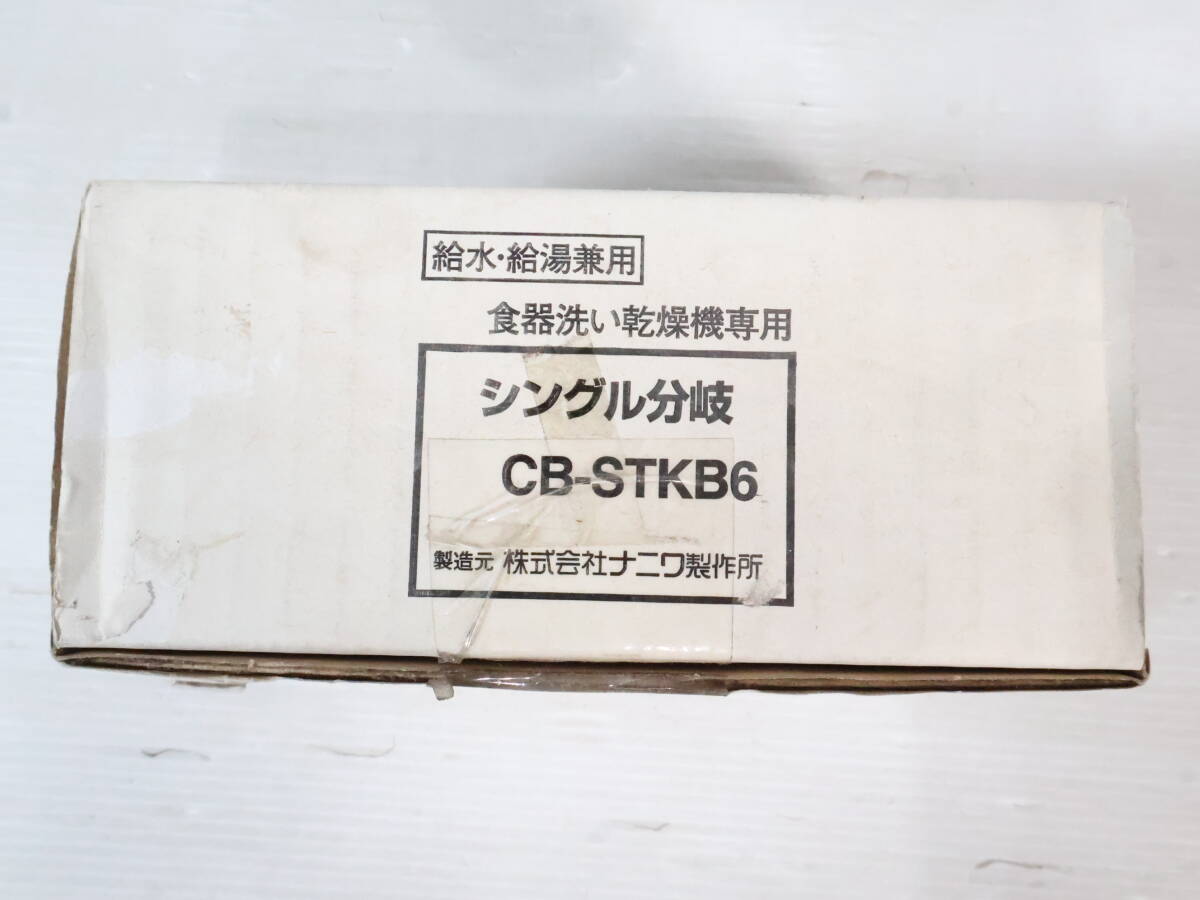 給水・給湯兼用
食器洗い乾燥機専用
シングル分岐
CB-STKB6
製造元 株式会社ナニワ製作所